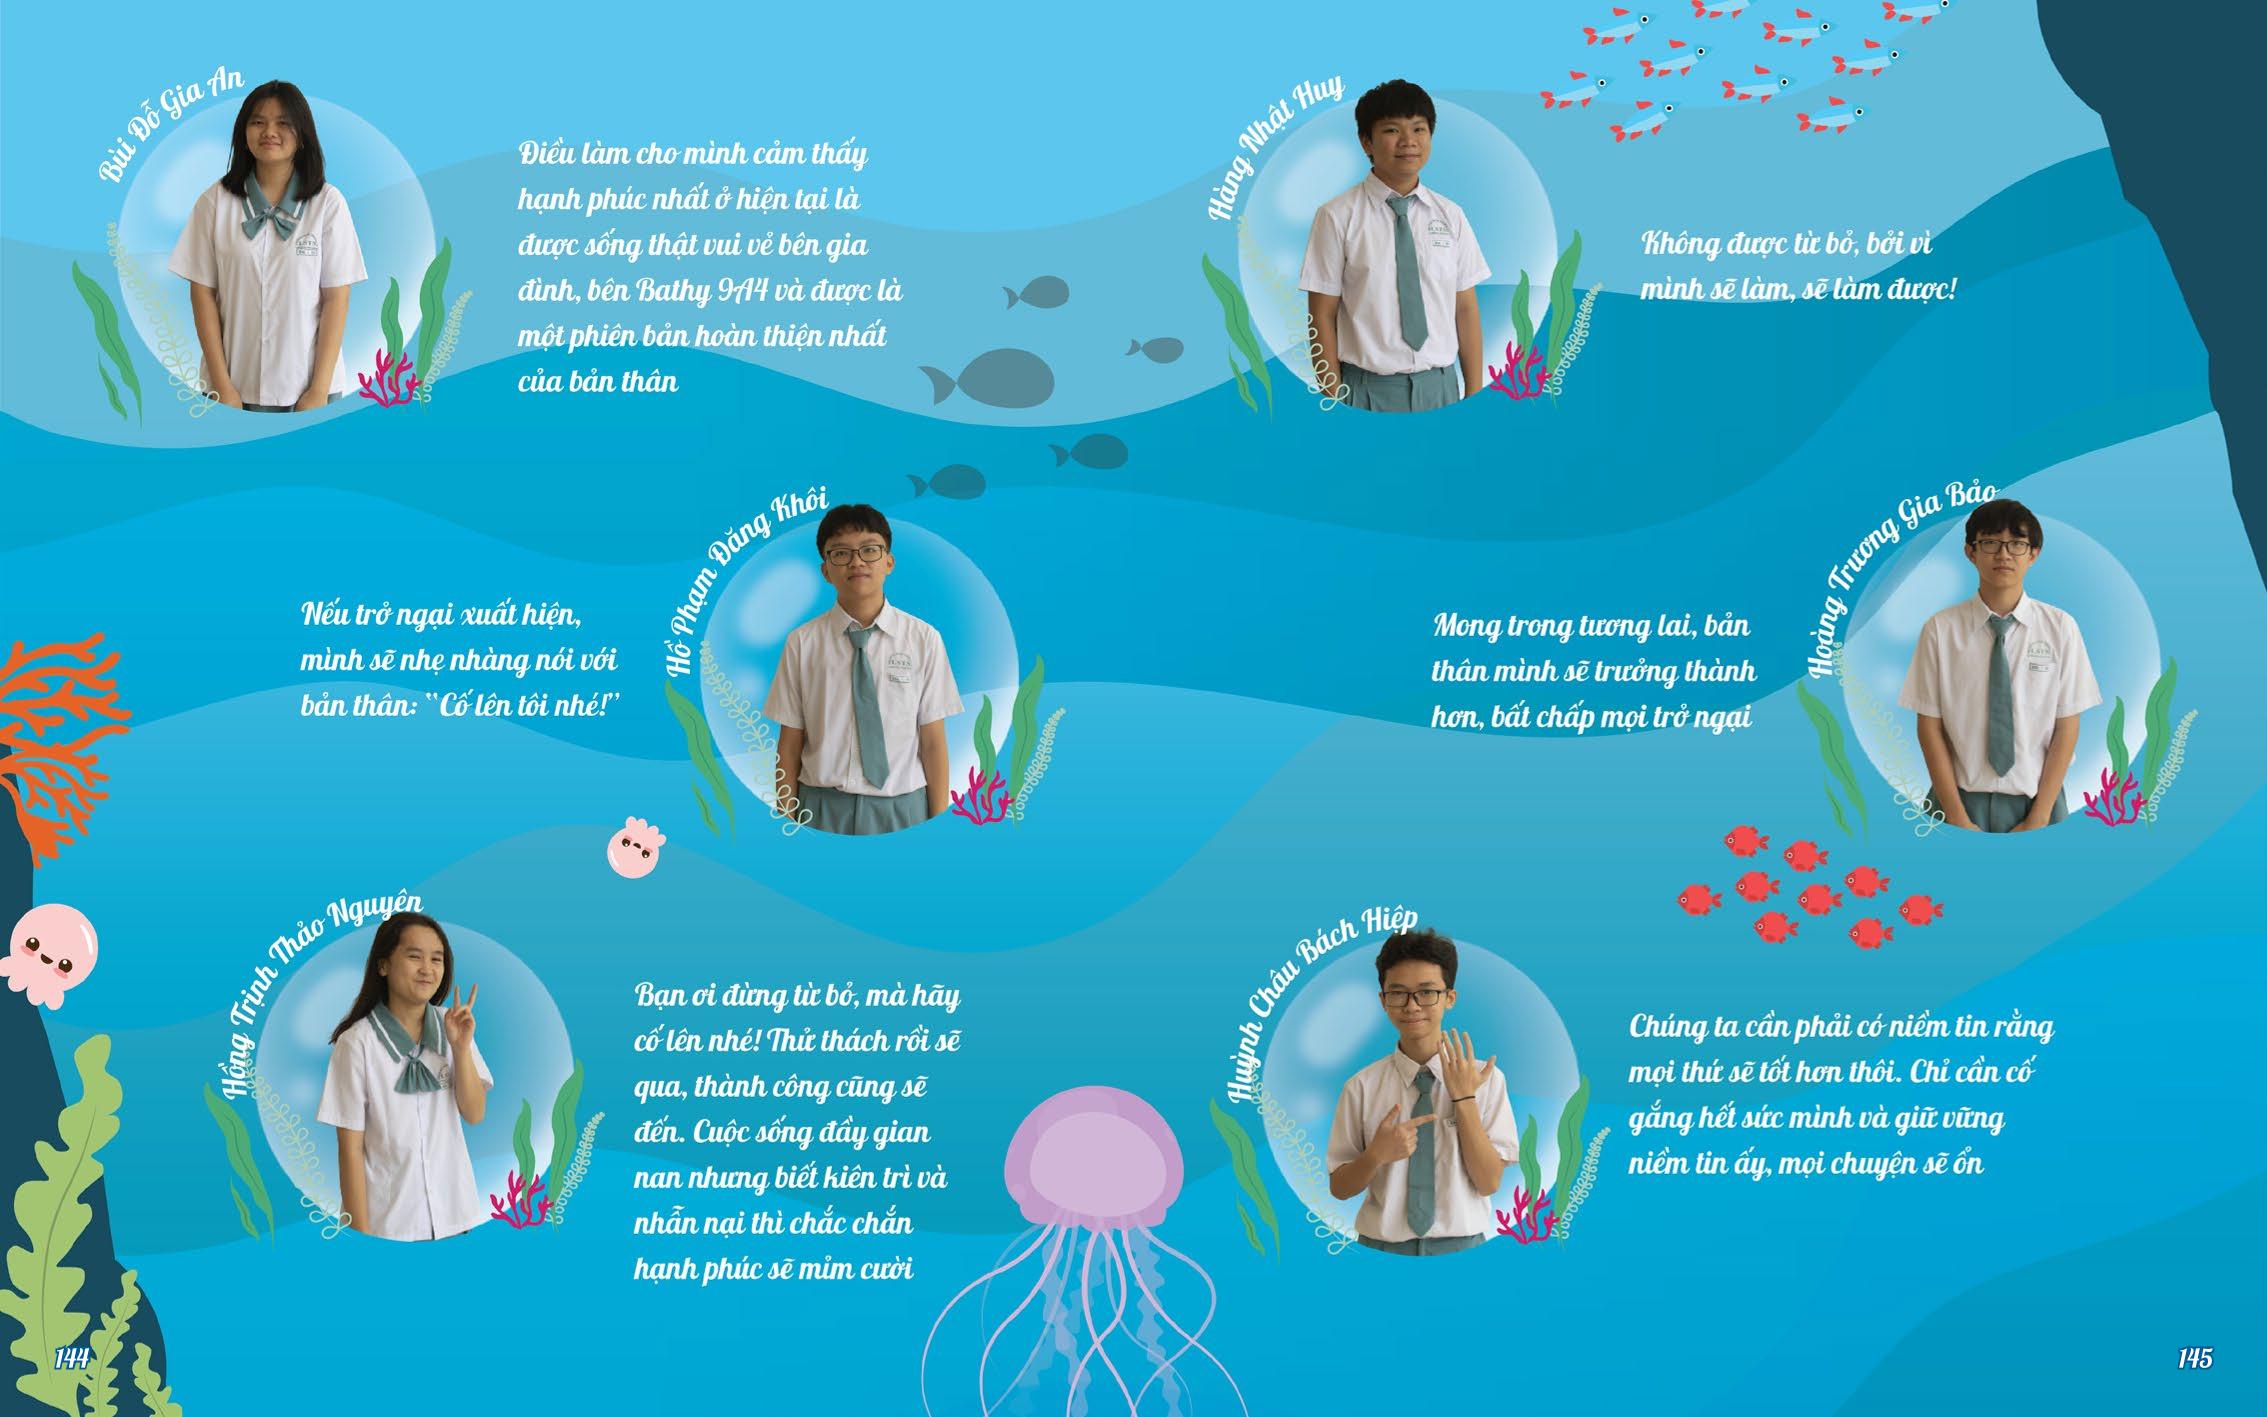 Bùi Đỗ Gia An
Điều làm cho mình cảm thấy
hạnh phúc nhất ở hiện tại là
được sống thật vui vẻ bên gia
đình, bên Bathy 9A4 và được là
một phiên bản hoàn thiện nhất
của bản thân
Hồ Phạm Đăng Khôi
Nếu trở ngại xuất hiện,
mình sẽ nhẹ nhàng nói với
bản thân: “Cố lên tôi nhé!”
Hồng Trịnh Thảo Nguyên
Bạn ơi đừng từ bỏ, mà hãy
cố lên nhé! Thử thách rồi sẽ
qua, thành công cũng sẽ
đến. Cuộc sống đầy gian
nan nhưng biết kiên trì và
nhẫn nại thì chắc chắn
hạnh phúc sẽ mỉm cười
144
Hàng Nhật Huy
Không được từ bỏ, bởi vì
mình sẽ làm, sẽ làm được!
Hoàng Trương Gia Bảo
Mong trong tương lai, bản
thân mình sẽ trưởng thành
hơn, bất chấp mọi trở ngại
Huỳnh Châu Bách Hiệp
Chúng ta cần phải có niềm tin rằng
mọi thứ sẽ tốt hơn thôi. Chỉ cần cố
gắng hết sức mình và giữ vững
niềm tin ấy, mọi chuyện sẽ ổn
145